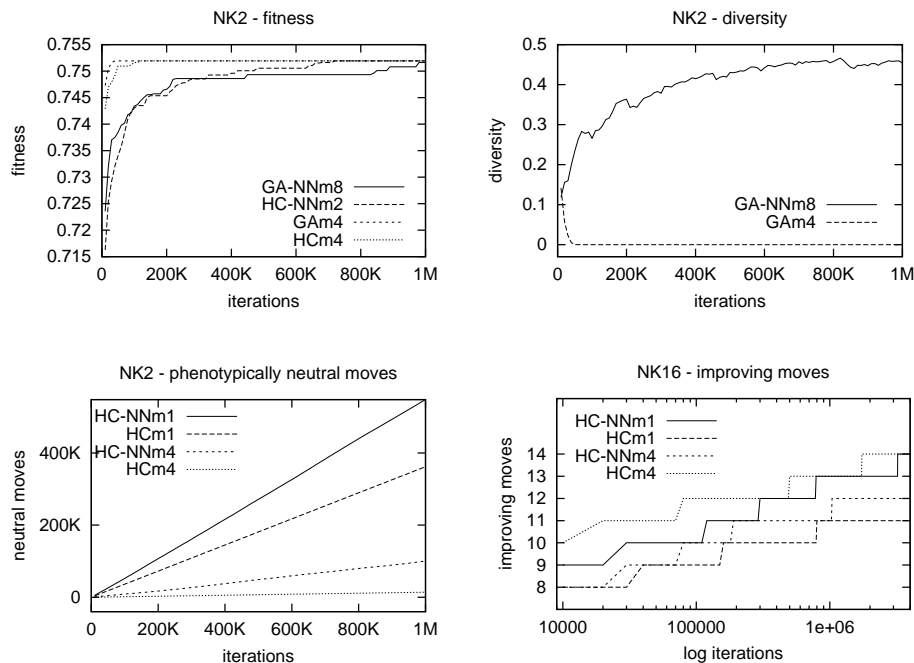 NK2 - fitness
0.755
0.75
0.745
0.74
0.735
0.73
0.725
0.72
0.715
fitness
GA-NNm8
HC-NNm2
GAm4
HCm4
0 200K 400K 600K 800K 1M
iterations
NK2 - diversity
0.5
0.4
0.3
0.2
0.1
0
diversity
GA-NNm8
GAm4
0 200K 400K 600K 800K 1M
iterations
NK2 - phenotypically neutral moves
HC-NNm1
HCm1
HC-NNm4
HCm4
400K
200K
0
neutral moves
0 200K 400K 600K 800K 1M
iterations
NK16 - improving moves
HC-NNm1
HCm1
HC-NNm4
HCm4
14
13
12
11
10
9
8
improving moves
10000 100000 1e+06
log iterations